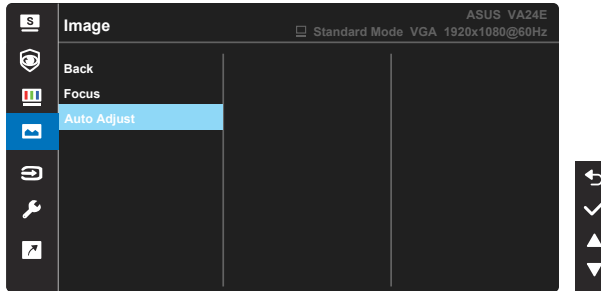 S
Image
ASUS VA24E
Standard Mode VGA 1920x1080@60Hz
Back
Focus
Auto Adjust